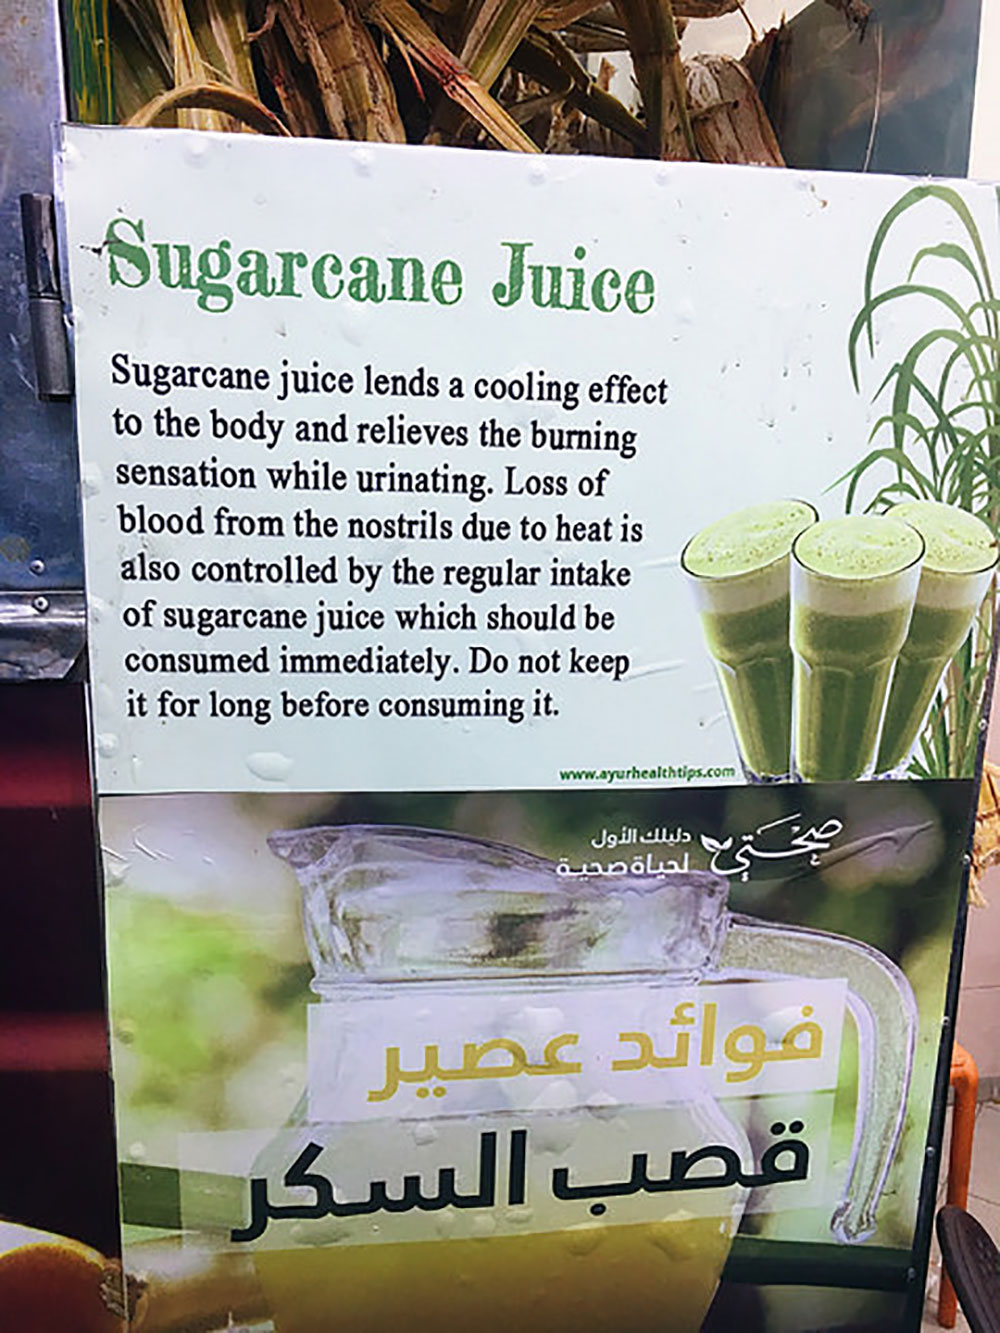 Sugarcane Juice
Sugarcane juice lends a cooling effect
to the body and relieves the burning
sensation while urinating. Loss of
blood from the nostrils due to heat is
also controlled by the regular intake
of sugarcane juice which should be
consumed immediately. Do not keep
it for long before consuming it.
www.ayurhealthtips.com
صحتي
دليلك الأول
لحياة صحية
فوائد عصير
قصب السكر